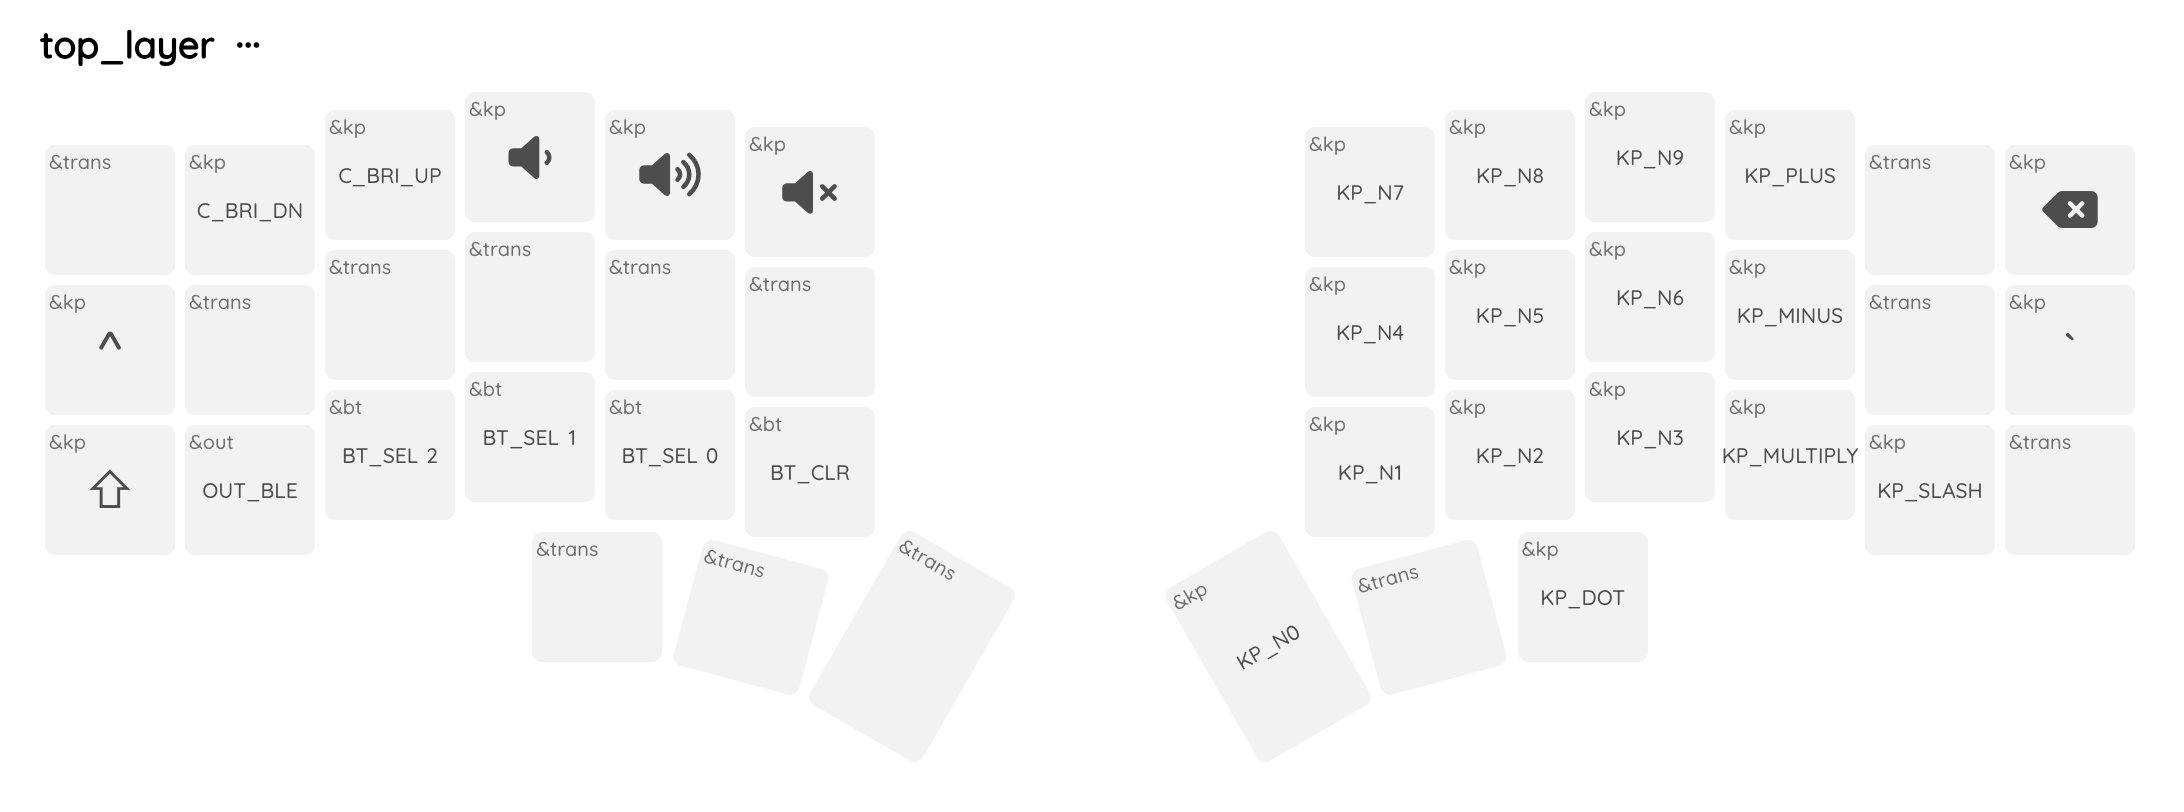 top_layer ···
&trans
&kp
C_BRI_DN
&kp
C_BRI_UP
&kp
&kp
&kp
&kp
KP_N7
&kp
KP_N8
&kp
KP_N9
&kp
KP_PLUS
&trans
&kp
&kp
^
&trans
&trans
&trans
&trans
&trans
&kp
KP_N4
&kp
KP_N5
&kp
KP_N6
&kp
KP_MINUS
&trans
&kp
`
&kp
&out
OUT_BLE
&bt
BT_SEL 2
&bt
BT_SEL 1
&bt
BT_SEL 0
&bt
BT_CLR
&kp
KP_N1
&kp
KP_N2
&kp
KP_N3
&kp
KP_MULTIPLY
&kp
KP_SLASH
&trans
&trans
&trans
&trans
&kp
KP_N0
&trans
&kp
KP_DOT